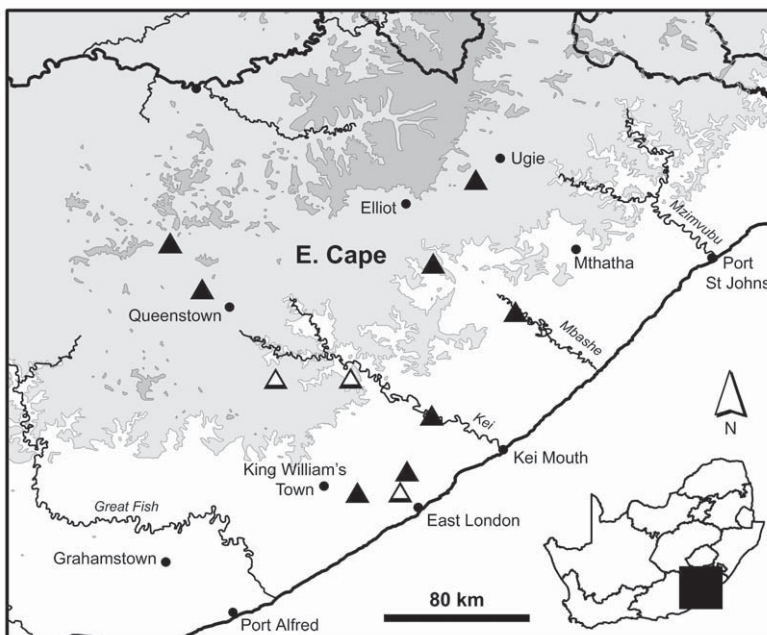 Ugie
Elliot
Mzimvubu
E. Cape
Mthatha
Port
St Johns
Queenstown
Mbashe
N
Kei
King William's
Town
Kei Mouth
Great Fish
East London
Grahamstown
80 km
Port Alfred